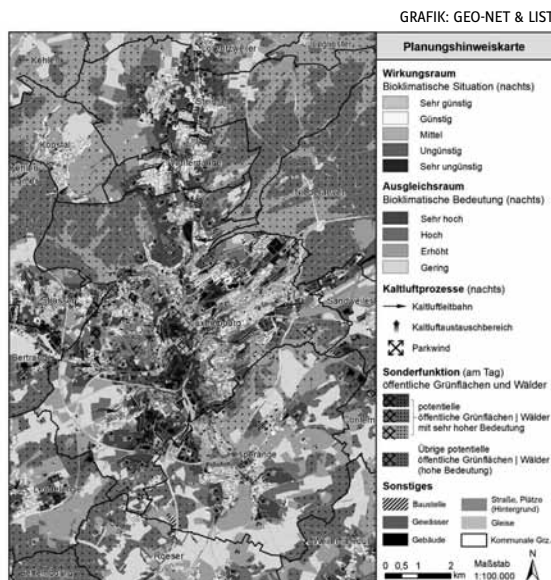 GRAFIK: GEO-NET & LIST
Planungshinweiskarte
Wirkungsraum
Bioklimatische Situation (nachts)
Sehr günstig
Günstig
Mittel
Ungünstig
Sehr ungünstig
Ausgleichsraum
Bioklimatische Bedeutung (nachts)
Sehr hoch
Hoch
Erhöht
Gering
Kaltluftprozesse (nachts)
Kaltluftleitbahn
Kaltluftaustauschbereich
Parkwind
Sonderfunktion (am Tag)
öffentliche Grünflächen und Wälder
potentielle
öffentliche Grünflächen | Wälder
mit sehr hoher Bedeutung
Übrige potentielle
öffentliche Grünflächen | Wälder
(hohe Bedeutung)
Sonstiges
Baustelle
Straße, Plätze
(Hintergrund)
Gewässer
Gleise
Gebäude
Kommunale Grz.
N
0 0,5 1 2
km
Maßstab
1:100.000
Kopstal
Strassen
Sandweiler
Hesperange
Roeser